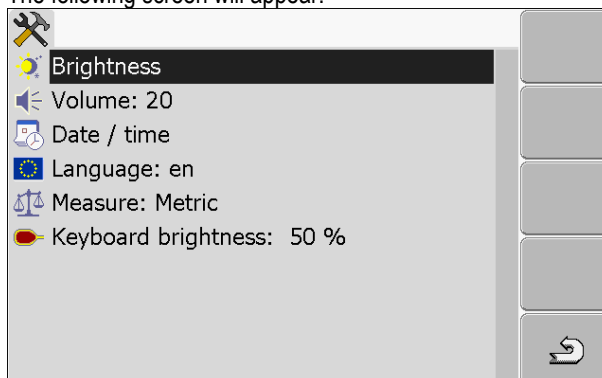 The following screen will appear:
Brightness
Volume: 20
Date / time
Language: en
Measure: Metric
Keyboard brightness: 50 %